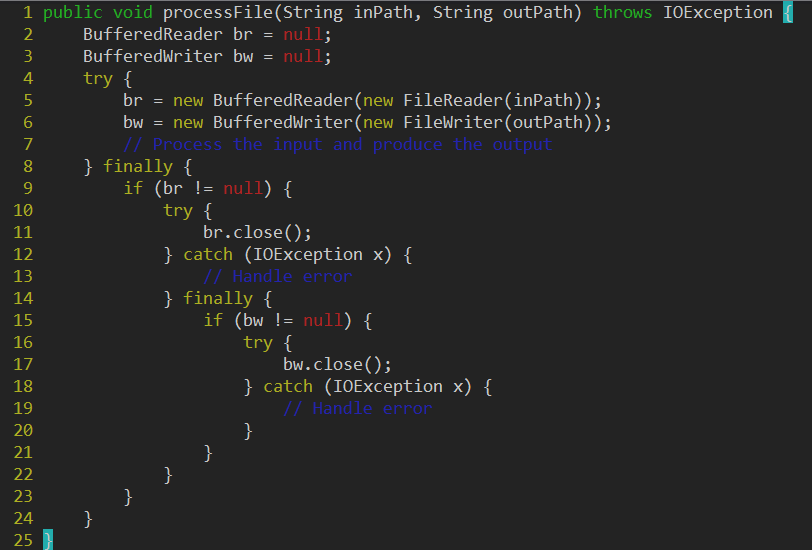 1 public void processFile(String inPath, String outPath) throws IOException {
2     BufferedReader br = null;
3     BufferedWriter bw = null;
4     try {
5         br = new BufferedReader(new FileReader(inPath));
6         bw = new BufferedWriter(new FileWriter(outPath));
7         // Process the input and produce the output
8     } finally {
9         if (br != null) {
10             try {
11                 br.close();
12             } catch (IOException x) {
13                 // Handle error
14             } finally {
15                 if (bw != null) {
16                     try {
17                         bw.close();
18                     } catch (IOException x) {
19                         // Handle error
20                     }
21                 }
22             }
23         }
24     }
25 }